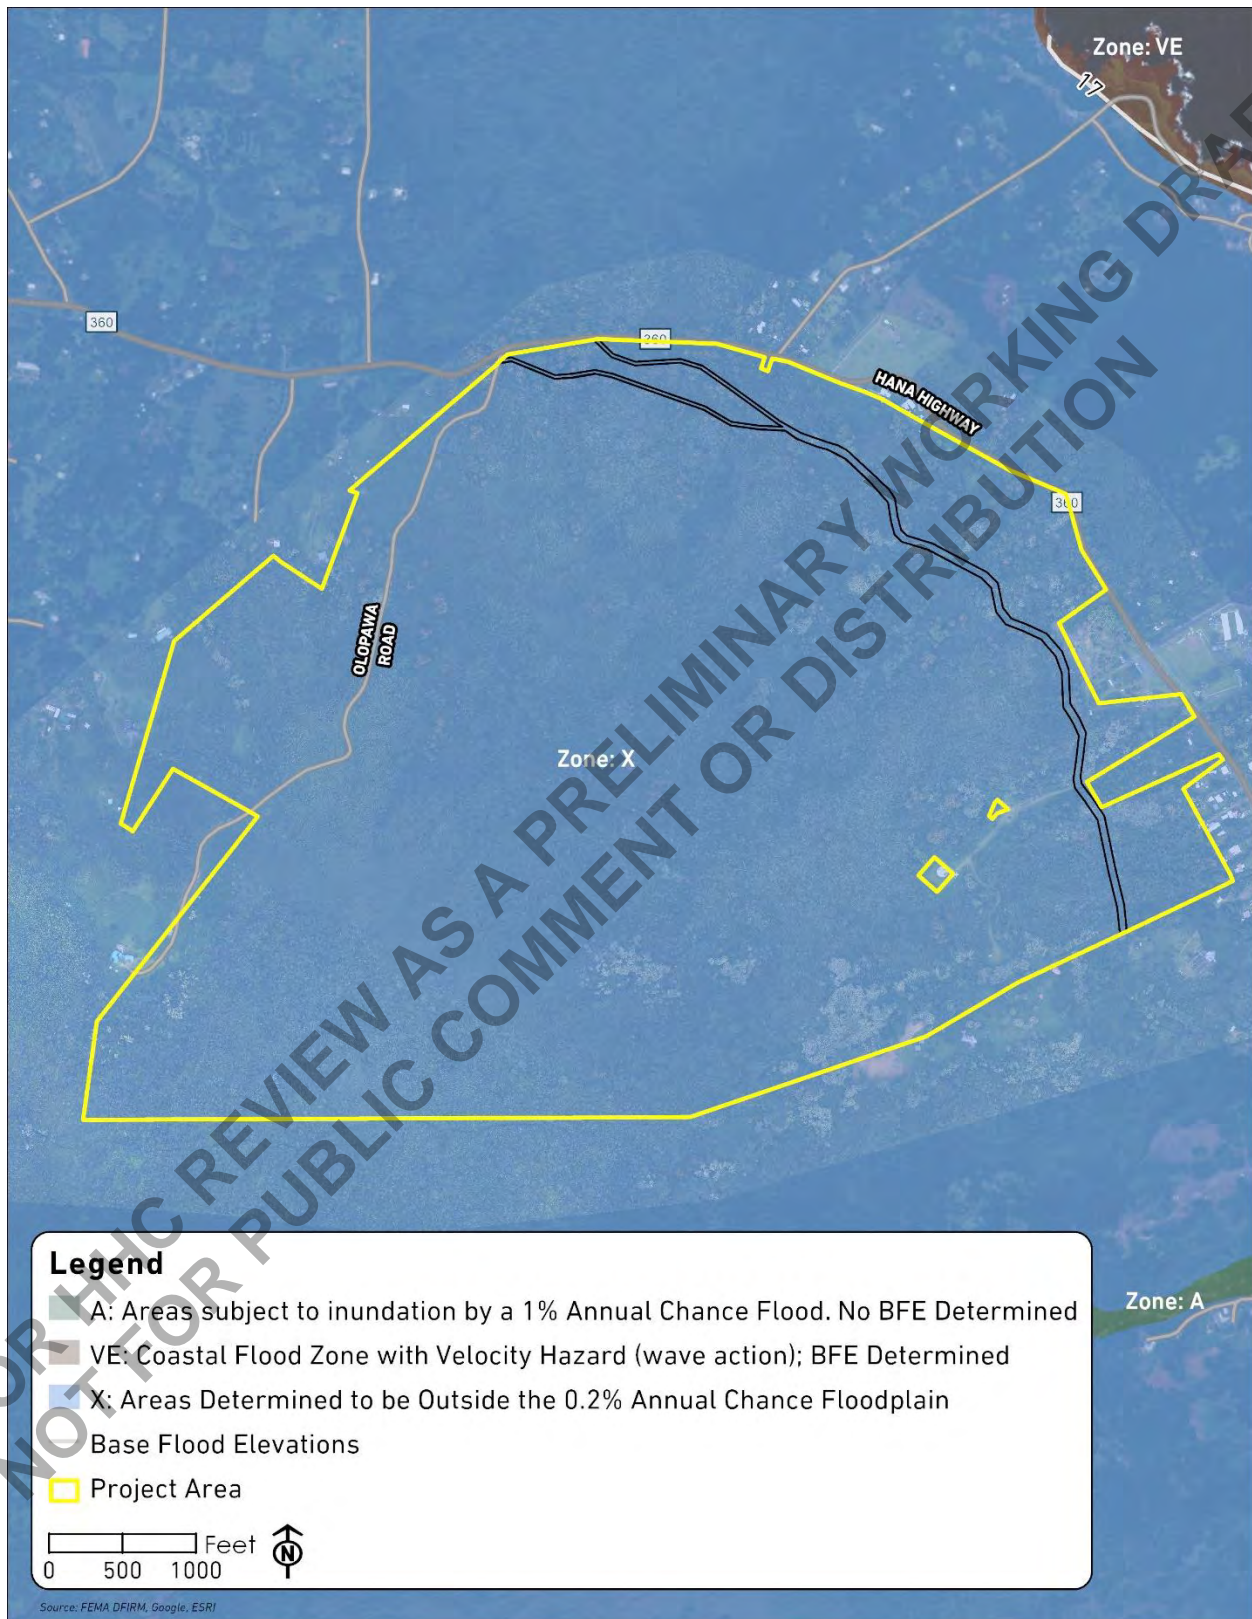 Zone: VE
17
360
360
HANA HIGHWAY
360
OLOPAWA
ROAD
Zone: X
Zone: A
FOR HHC REVIEW AS A PRELIMINARY WORKING DRAF
NOT FOR PUBLIC COMMENT OR DISTRIBUTION
Legend
A: Areas subject to inundation by a 1% Annual Chance Flood. No BFE Determined
VE: Coastal Flood Zone with Velocity Hazard (wave action); BFE Determined
X: Areas Determined to be Outside the 0.2% Annual Chance Floodplain
Base Flood Elevations
Project Area
Feet
N
0 500 1000
Source: FEMA DFIRM, Google, ESRI